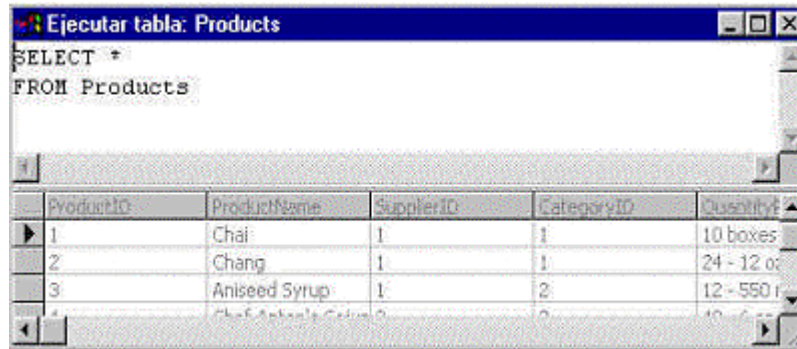 Ejecutar tabla: Products
SELECT *
FROM Products
ProductID ProductName SupplierID CategoryID
1 Chai 1 1 10 boxes
2 Chang 1 1 24 - 12 oz
3 Aniseed Syrup 1 2 12 - 550